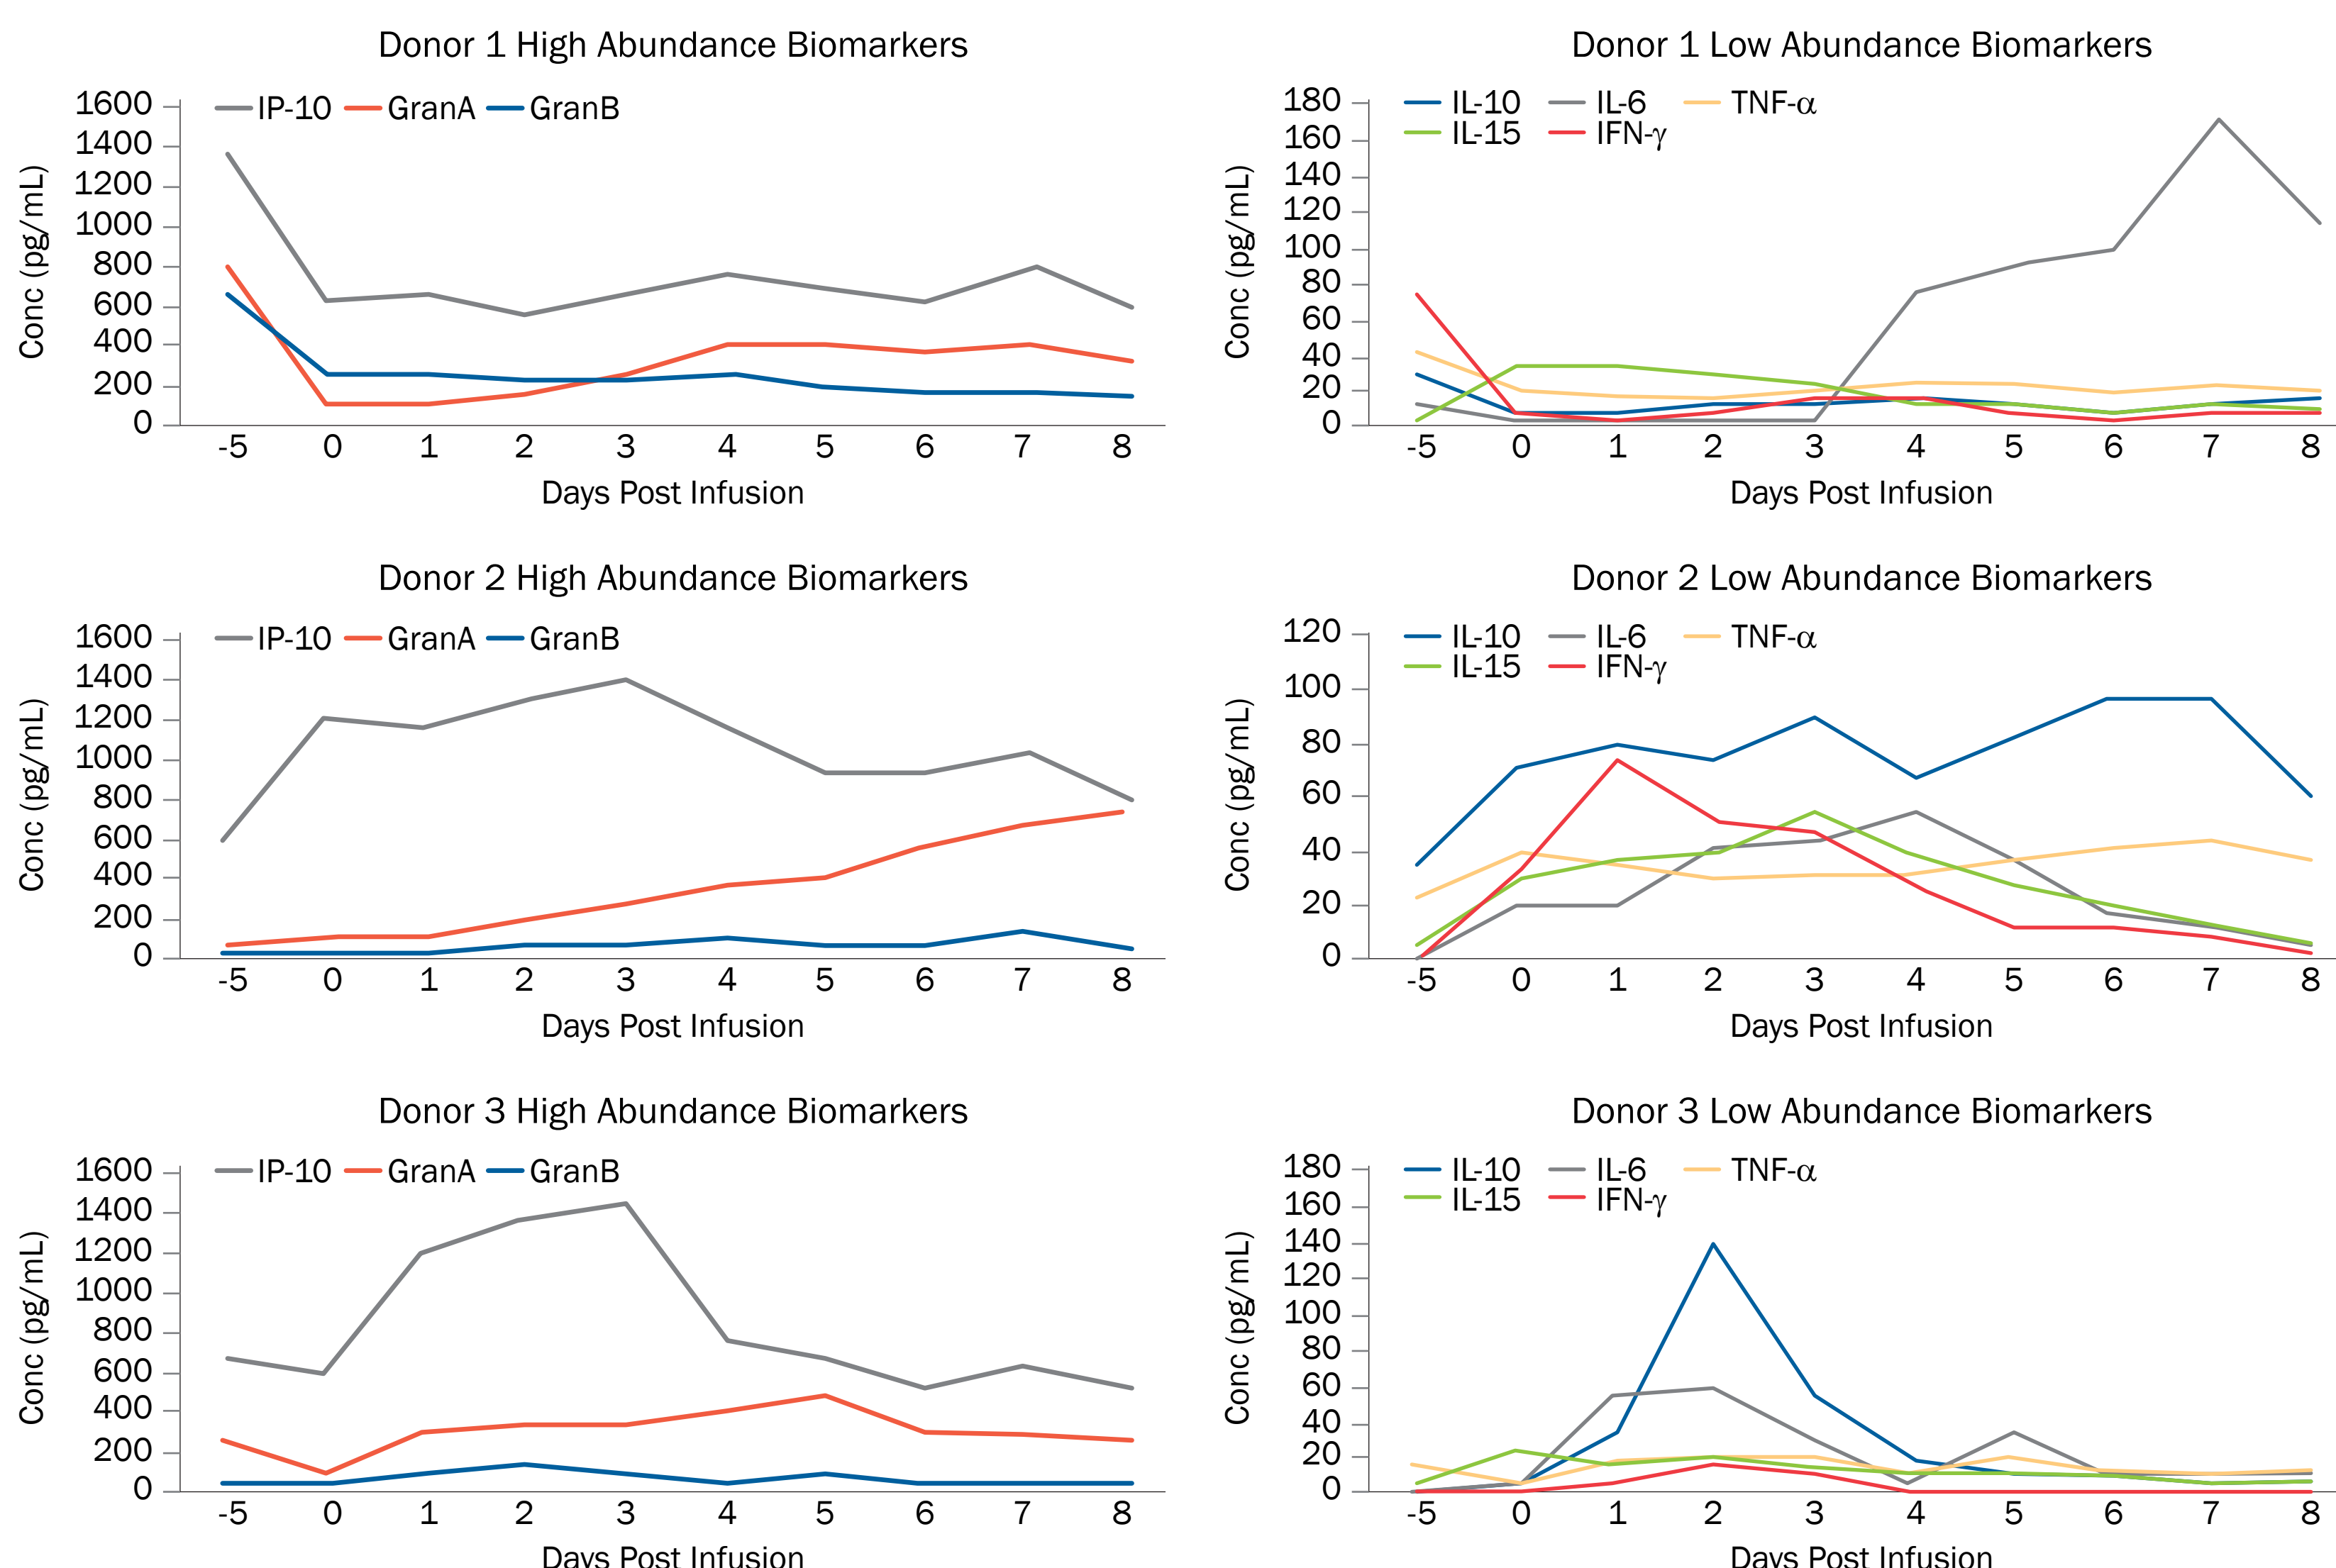 Donor 1 High Abundance Biomarkers
IP-10 GranA GranB
Conc (pg/mL)
1600
1400
1200
1000
800
600
400
200
0
-5 0 1 2 3 4 5 6 7 8
Days Post Infusion
Donor 1 Low Abundance Biomarkers
IL-10 IL-6 TNF-α
IL-15 IFN-γ
Conc (pg/mL)
180
160
140
120
100
80
60
40
20
0
-5 0 1 2 3 4 5 6 7 8
Days Post Infusion
Donor 2 High Abundance Biomarkers
IP-10 GranA GranB
Conc (pg/mL)
1600
1400
1200
1000
800
600
400
200
0
-5 0 1 2 3 4 5 6 7 8
Days Post Infusion
Donor 2 Low Abundance Biomarkers
IL-10 IL-6 TNF-α
IL-15 IFN-γ
Conc (pg/mL)
120
100
80
60
40
20
0
-5 0 1 2 3 4 5 6 7 8
Days Post Infusion
Donor 3 High Abundance Biomarkers
IP-10 GranA GranB
Conc (pg/mL)
1600
1400
1200
1000
800
600
400
200
0
-5 0 1 2 3 4 5 6 7 8
Days Post Infusion
Donor 3 Low Abundance Biomarkers
IL-10 IL-6 TNF-α
IL-15 IFN-γ
Conc (pg/mL)
180
160
140
120
100
80
60
40
20
0
-5 0 1 2 3 4 5 6 7 8
Days Post Infusion